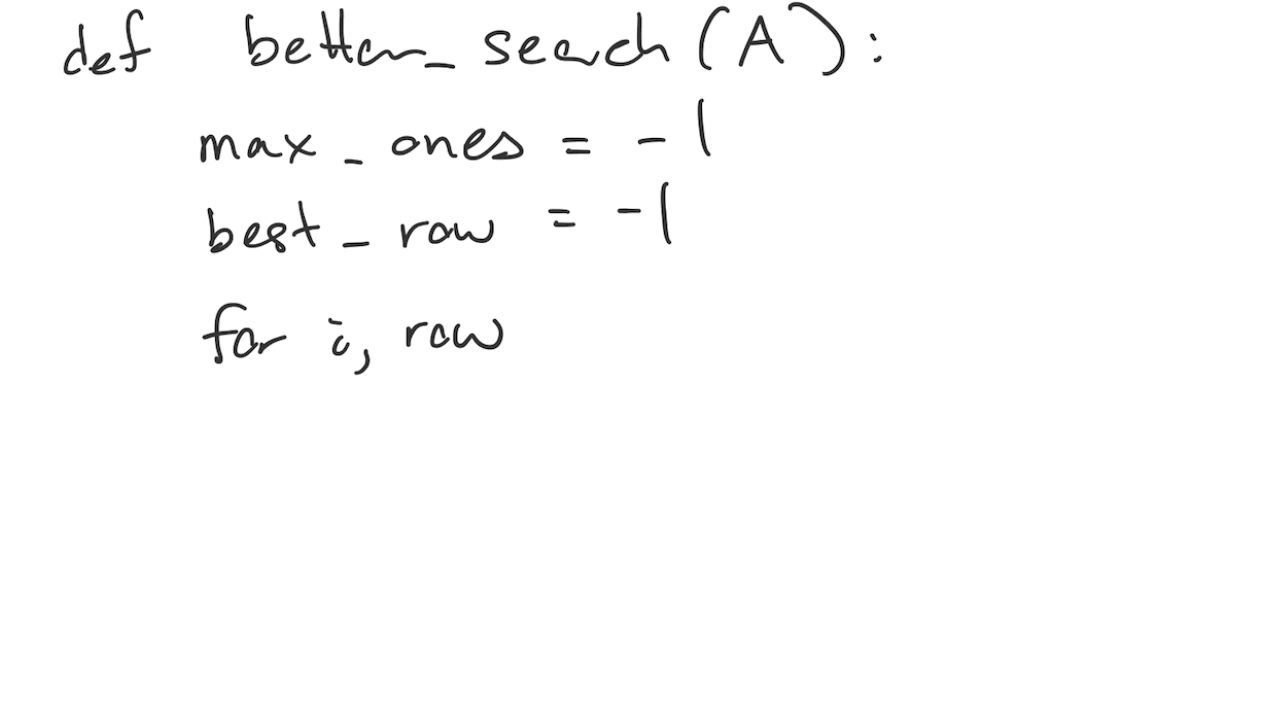 def better_search(A):
max_ones = -1
best_row = -1
for i, row